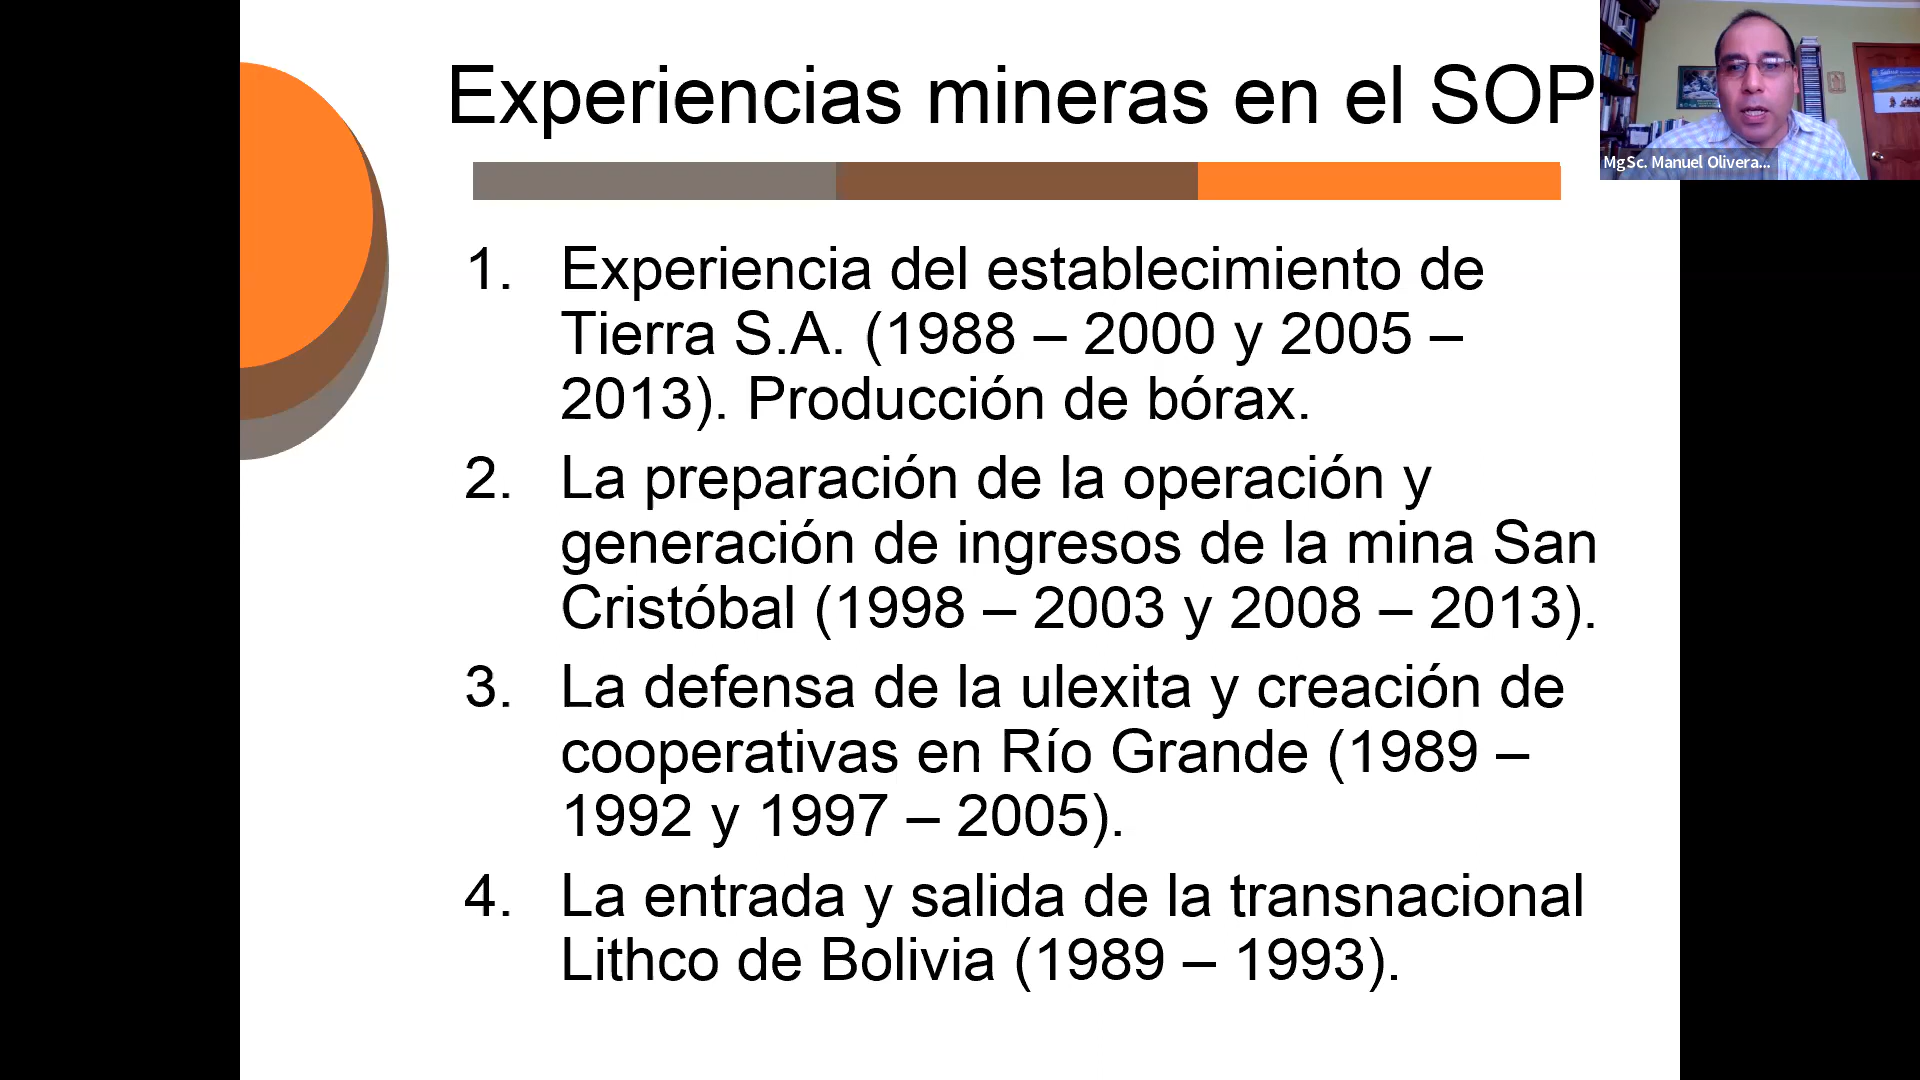 Experiencias mineras en el SOP
MgSc. Manuel Olivera...
1. Experiencia del establecimiento de
Tierra S.A. (1988 – 2000 y 2005 –
2013). Producción de bórax.
2. La preparación de la operación y
generación de ingresos de la mina San
Cristóbal (1998 – 2003 y 2008 – 2013).
3. La defensa de la ulexita y creación de
cooperativas en Río Grande (1989 –
1992 y 1997 – 2005).
4. La entrada y salida de la transnacional
Lithco de Bolivia (1989 – 1993).